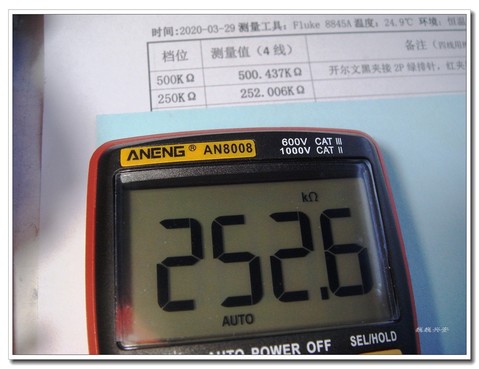 时间:2020-03-29 测量工具: Fluke 8845A 温度: 24.9℃ 环境: 恒温
档位 测量值 (4线) 备注
500KΩ 500.437KΩ 开尔文黑夹接2P绿排针, 红夹
250KΩ 252.006KΩ
ANENG® AN8008
600V CAT III
1000V CAT II
kΩ
252.6
AUTO
AUTO POWER OFF SEL/HOLD